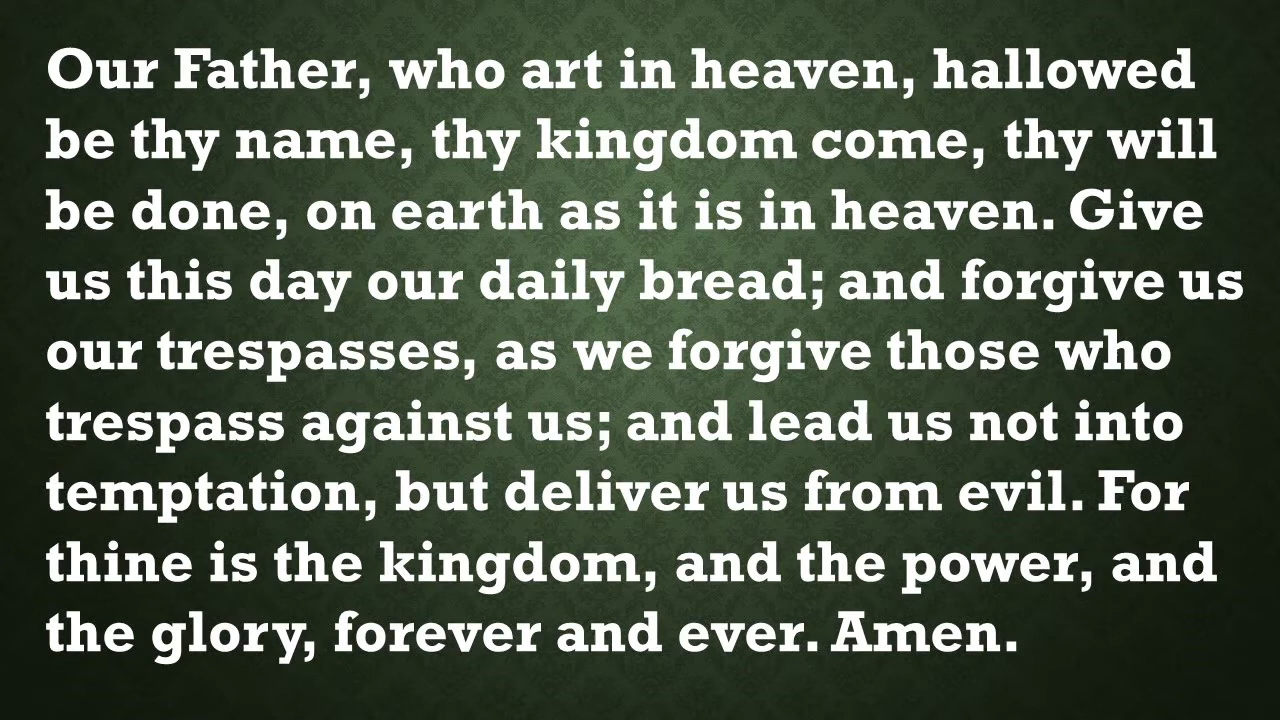 Our Father, who art in heaven, hallowed
be thy name, thy kingdom come, thy will
be done, on earth as it is in heaven. Give
us this day our daily bread; and forgive us
our trespasses, as we forgive those who
trespass against us; and lead us not into
temptation, but deliver us from evil. For
thine is the kingdom, and the power, and
the glory, forever and ever. Amen.